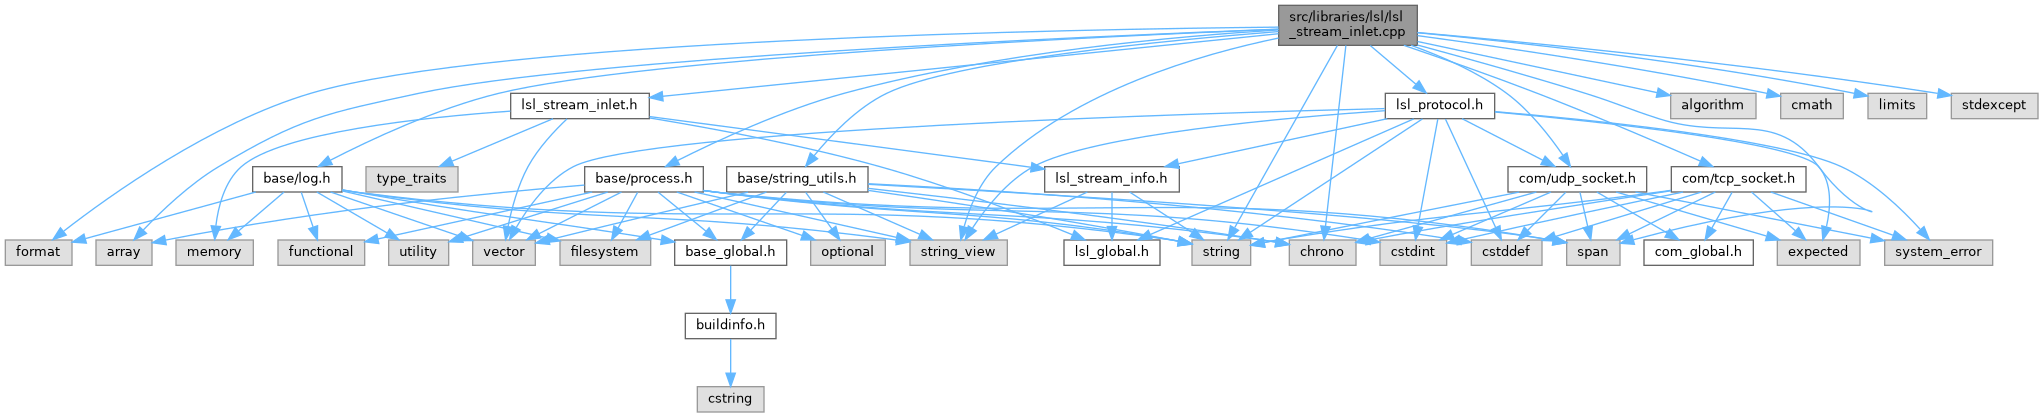 src/libraries/lsl/lsl
_stream_inlet.cpp
lsl_stream_inlet.h
lsl_protocol.h
algorithm
cmath
limits
stdexcept
base/log.h
type_traits
base/process.h
base/string_utils.h
lsl_stream_info.h
com/udp_socket.h
com/tcp_socket.h
format
array
memory
functional
utility
vector
filesystem
base_global.h
optional
string_view
lsl_global.h
string
chrono
cstdint
cstddef
span
com_global.h
expected
system_error
buildinfo.h
cstring